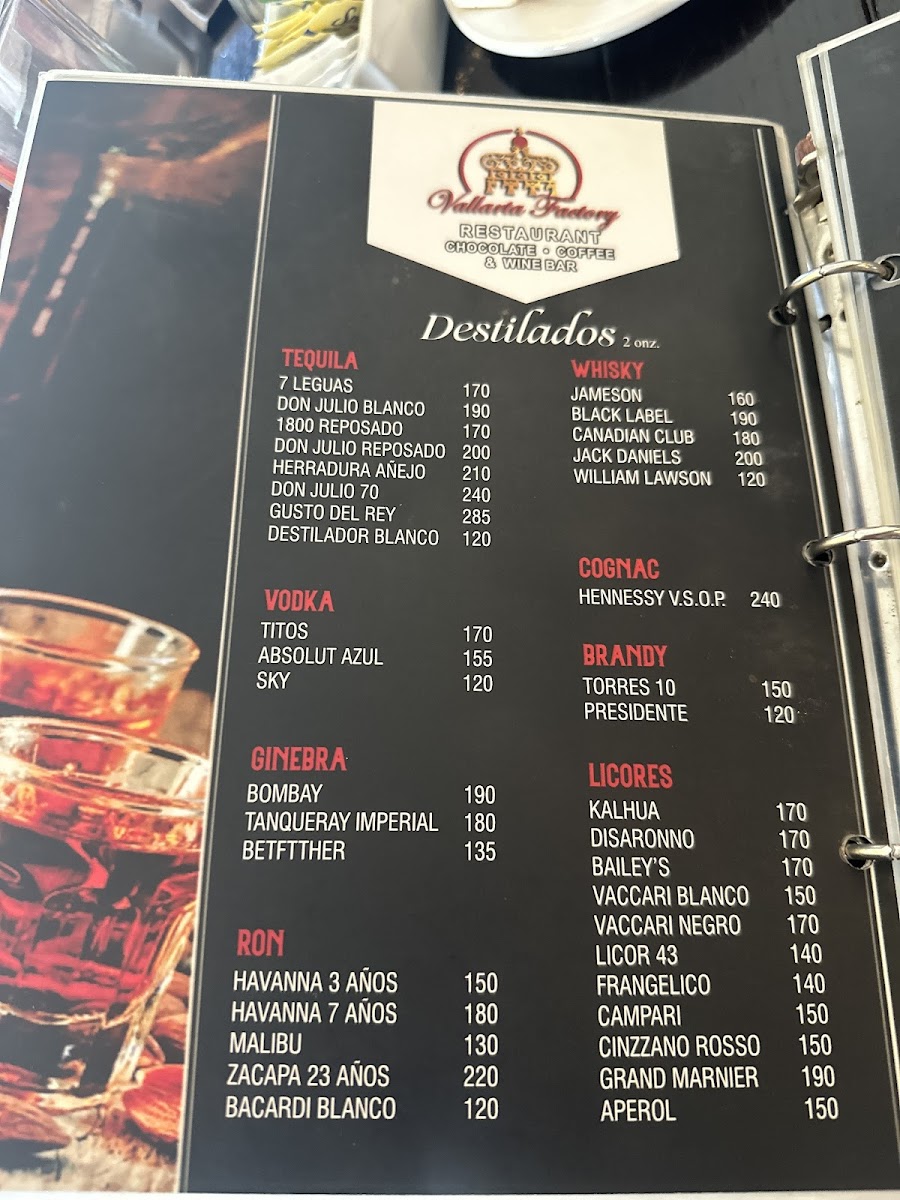 Vallarta Factory
RESTAURANT
CHOCOLATE • COFFEE
& WINE BAR
Destilados 2 onz.
TEQUILA
7 LEGUAS 170
DON JULIO BLANCO 190
1800 REPOSADO 170
DON JULIO REPOSADO 200
HERRADURA AÑEJO 210
DON JULIO 70 240
GUSTO DEL REY 285
DESTILADOR BLANCO 120
VODKA
TITOS 170
ABSOLUT AZUL 155
SKY 120
GINEBRA
BOMBAY 190
TANQUERAY IMPERIAL 180
BETFTTHER 135
RON
HAVANNA 3 AÑOS 150
HAVANNA 7 AÑOS 180
MALIBU 130
ZACAPA 23 AÑOS 220
BACARDI BLANCO 120
WHISKY
JAMESON 160
BLACK LABEL 190
CANADIAN CLUB 180
JACK DANIELS 200
WILLIAM LAWSON 120
COGNAC
HENNESSY V.S.O.P. 240
BRANDY
TORRES 10 150
PRESIDENTE 120
LICORES
KALHUA 170
DISARONNO 170
BAILEY'S 170
VACCARI BLANCO 150
VACCARI NEGRO 170
LICOR 43 140
FRANGELICO 140
CAMPARI 150
CINZZANO ROSSO 150
GRAND MARNIER 190
APEROL 150